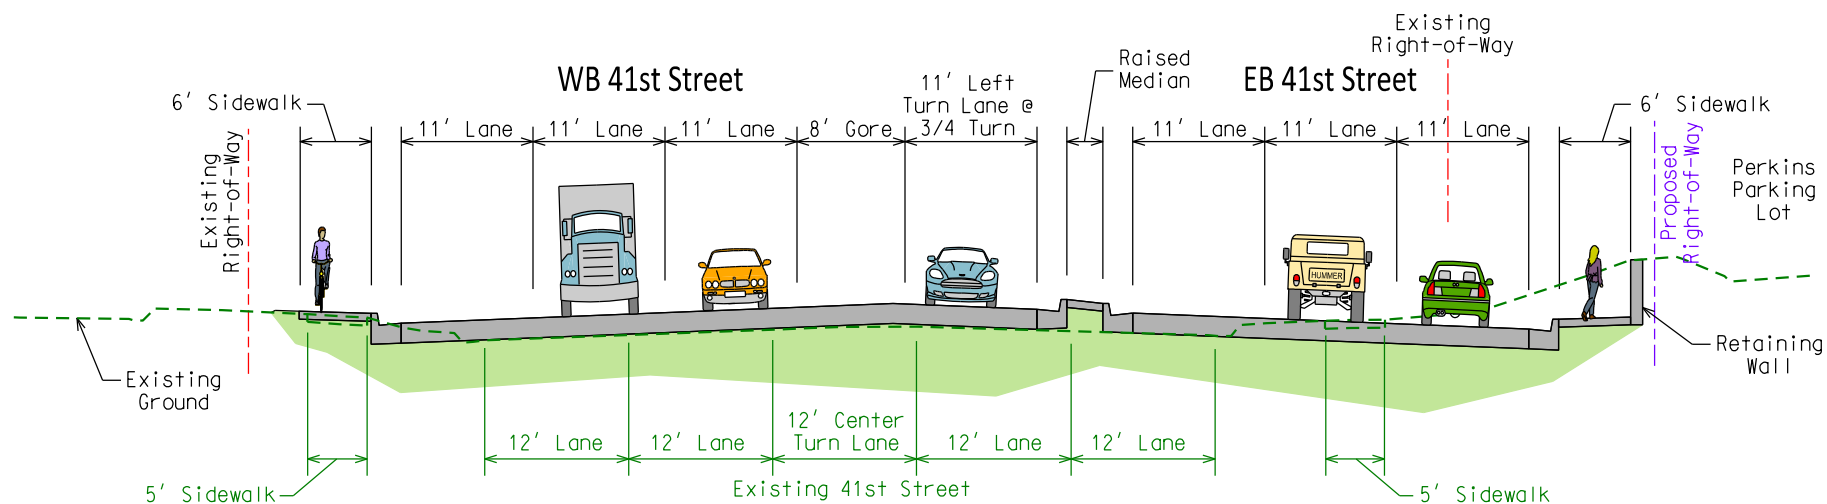 Existing
Right-of-Way
WB 41st Street
EB 41st Street
Raised
Median
6' Sidewalk
11' Left
Turn Lane @
3/4 Turn
6' Sidewalk
11' Lane
11' Lane
11' Lane
8' Gore
11' Lane
11' Lane
11' Lane
Existing
Right-of-Way
Proposed
Right-of-Way
Perkins
Parking
Lot
HUMMER
Existing
Ground
Retaining
Wall
12' Lane
12' Lane
12' Center
Turn Lane
12' Lane
12' Lane
5' Sidewalk
Existing 41st Street
5' Sidewalk